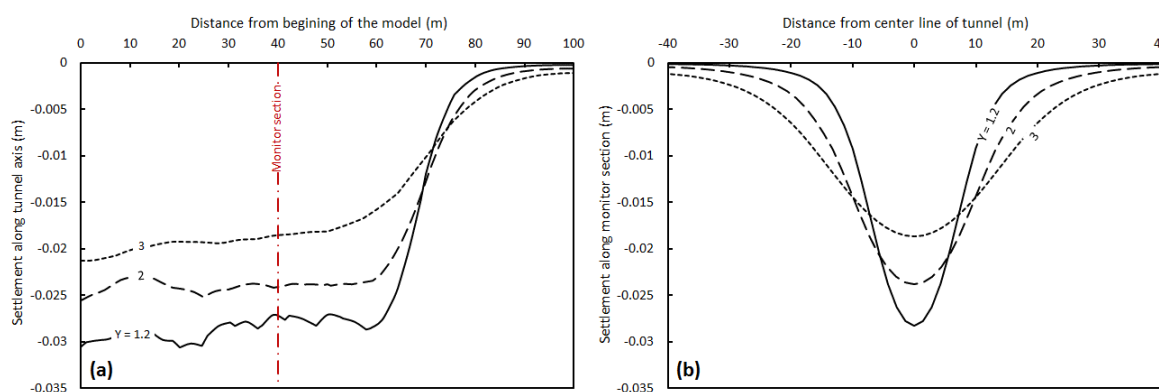 Distance from begining of the model (m)
0 10 20 30 40 50 60 70 80 90 100
0
-0.005
-0.01
-0.015
-0.02
-0.025
-0.03
-0.035
Settlement along tunnel axis (m)
Monitor section
3
2
Y = 1.2
(a)
Distance from center line of tunnel (m)
-40 -30 -20 -10 0 10 20 30 40
0
-0.005
-0.01
-0.015
-0.02
-0.025
-0.03
-0.035
Settlement along monitor section (m)
Y = 1.2
2
3
(b)